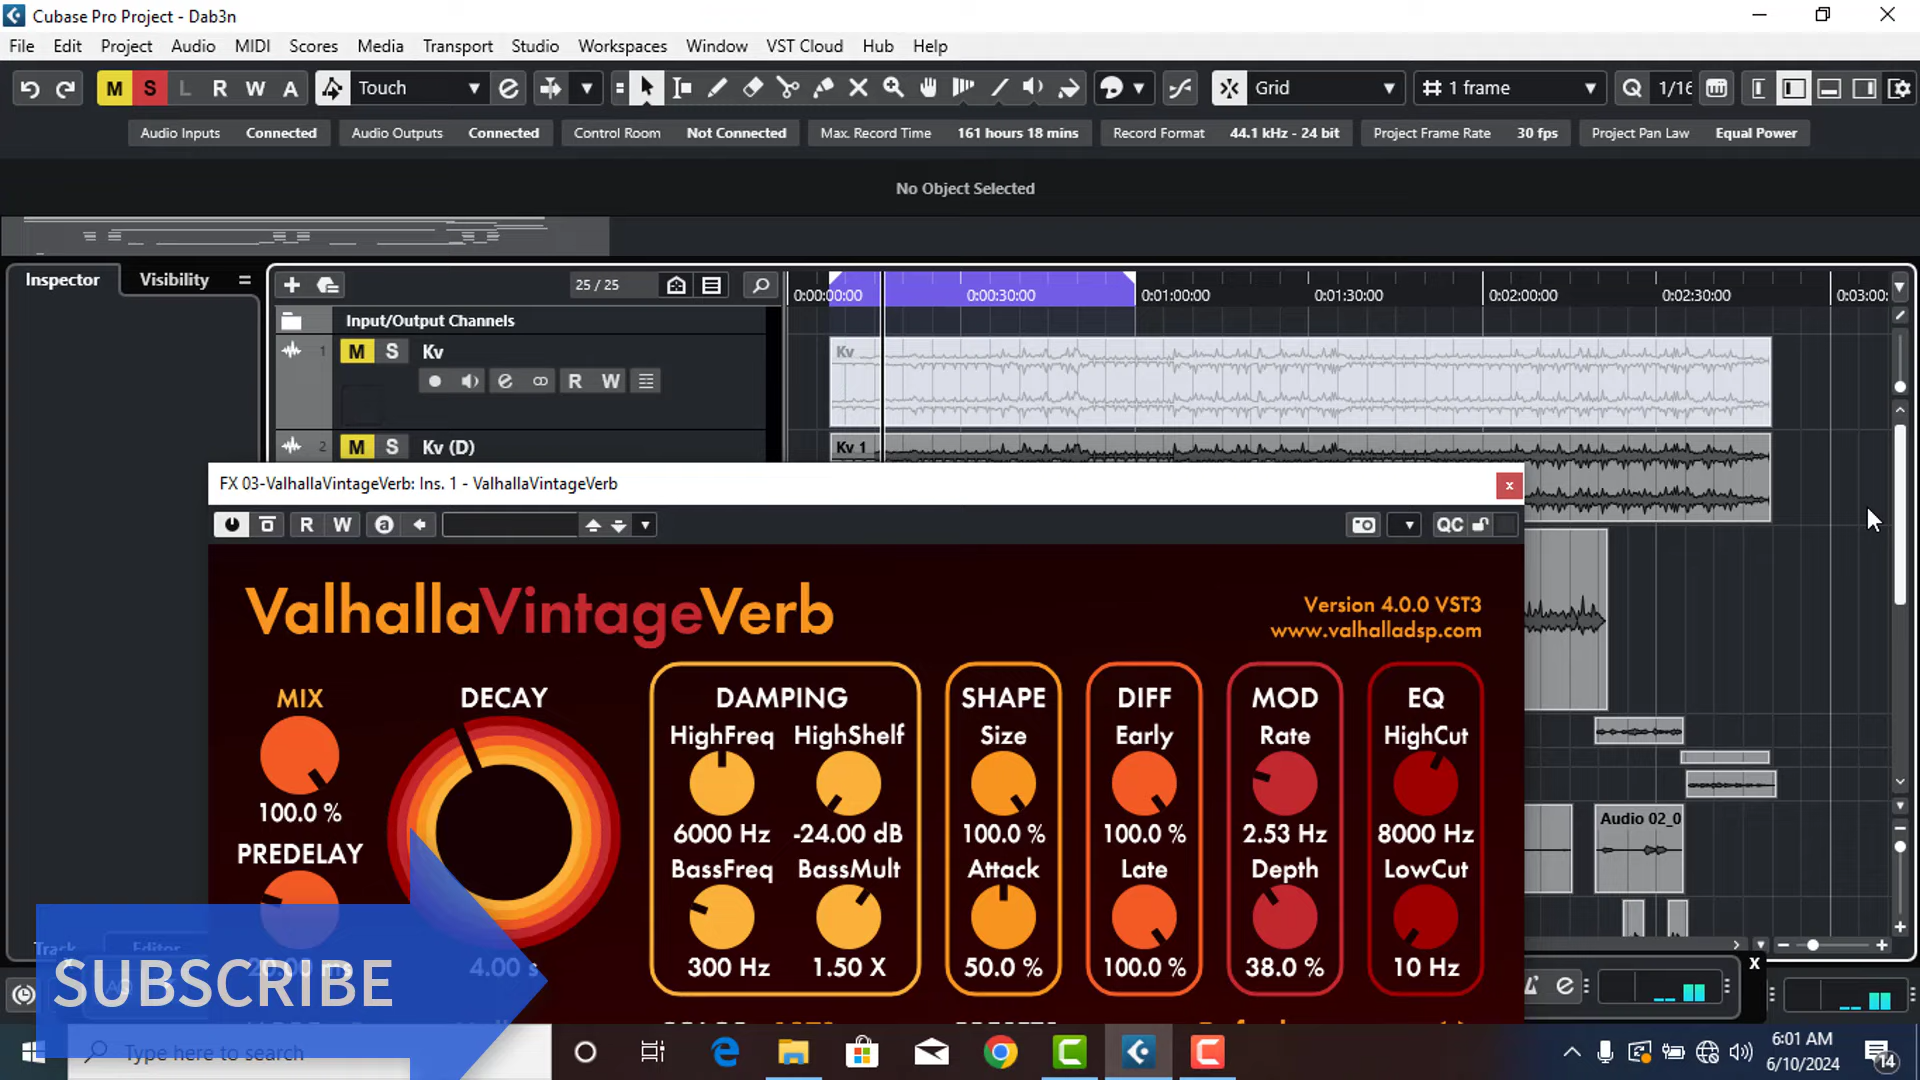 Cubase Pro Project - Dab3n
File Edit Project Audio MIDI Scores Media Transport Studio Workspaces Window VST Cloud Hub Help
M S L R W A Touch Grid 1 frame 1/16
Audio Inputs Connected Audio Outputs Connected Control Room Not Connected Max. Record Time 161 hours 18 mins Record Format 44.1 kHz - 24 bit Project Frame Rate 30 fps Project Pan Law Equal Power
No Object Selected
Inspector Visibility
25 / 25
0:00:00:00 0:00:30:00 0:01:00:00 0:01:30:00 0:02:00:00 0:02:30:00 0:03:00:
Input/Output Channels
1 M S Kv
R W
Kv
2 M S Kv (D)
Kv 1
FX 03-ValhallaVintageVerb: Ins. 1 - ValhallaVintageVerb
R W QC
ValhallaVintageVerb
Version 4.0.0 VST3
www.valhalladsp.com
MIX DECAY DAMPING SHAPE DIFF MOD EQ
HighFreq HighShelf Size Early Rate HighCut
100.0 % 6000 Hz -24.00 dB 100.0 % 100.0 % 2.53 Hz 8000 Hz
PREDELAY BassFreq BassMult Attack Late Depth LowCut
20.00 ms 4.00 s 300 Hz 1.50 X 50.0 % 100.0 % 38.0 % 10 Hz
Audio 02_0
Track Editor
SUBSCRIBE
Type here to search
6:01 AM
6/10/2024
14